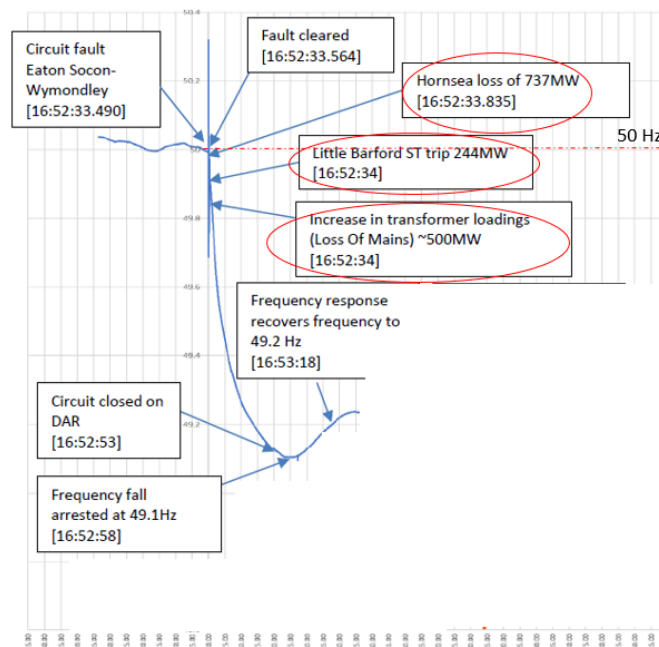 50.4
Circuit fault
Eaton Socon-
Wymondley
[16:52:33.490]
Fault cleared
[16:52:33.564]
50.2
Hornsea loss of 737MW
[16:52:33.835]
50 Hz
50
Little Barford ST trip 244MW
[16:52:34]
49.8
Increase in transformer loadings
(Loss Of Mains) ~500MW
[16:52:34]
49.6
Frequency response
recovers frequency to
49.2 Hz
[16:53:18]
49.4
Circuit closed on
DAR
[16:52:53]
49.2
Frequency fall
arrested at 49.1Hz
[16:52:58]